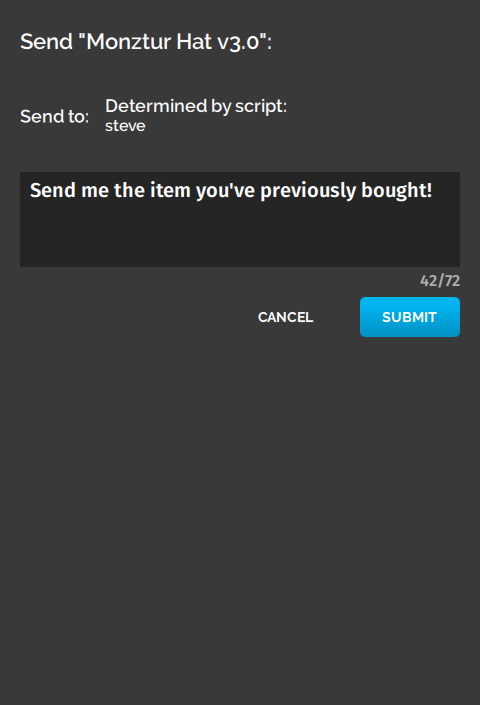 Send "Monztur Hat v3.0":
Send to:
Determined by script:
steve
Send me the item you've previously bought!
42/72
CANCEL
SUBMIT